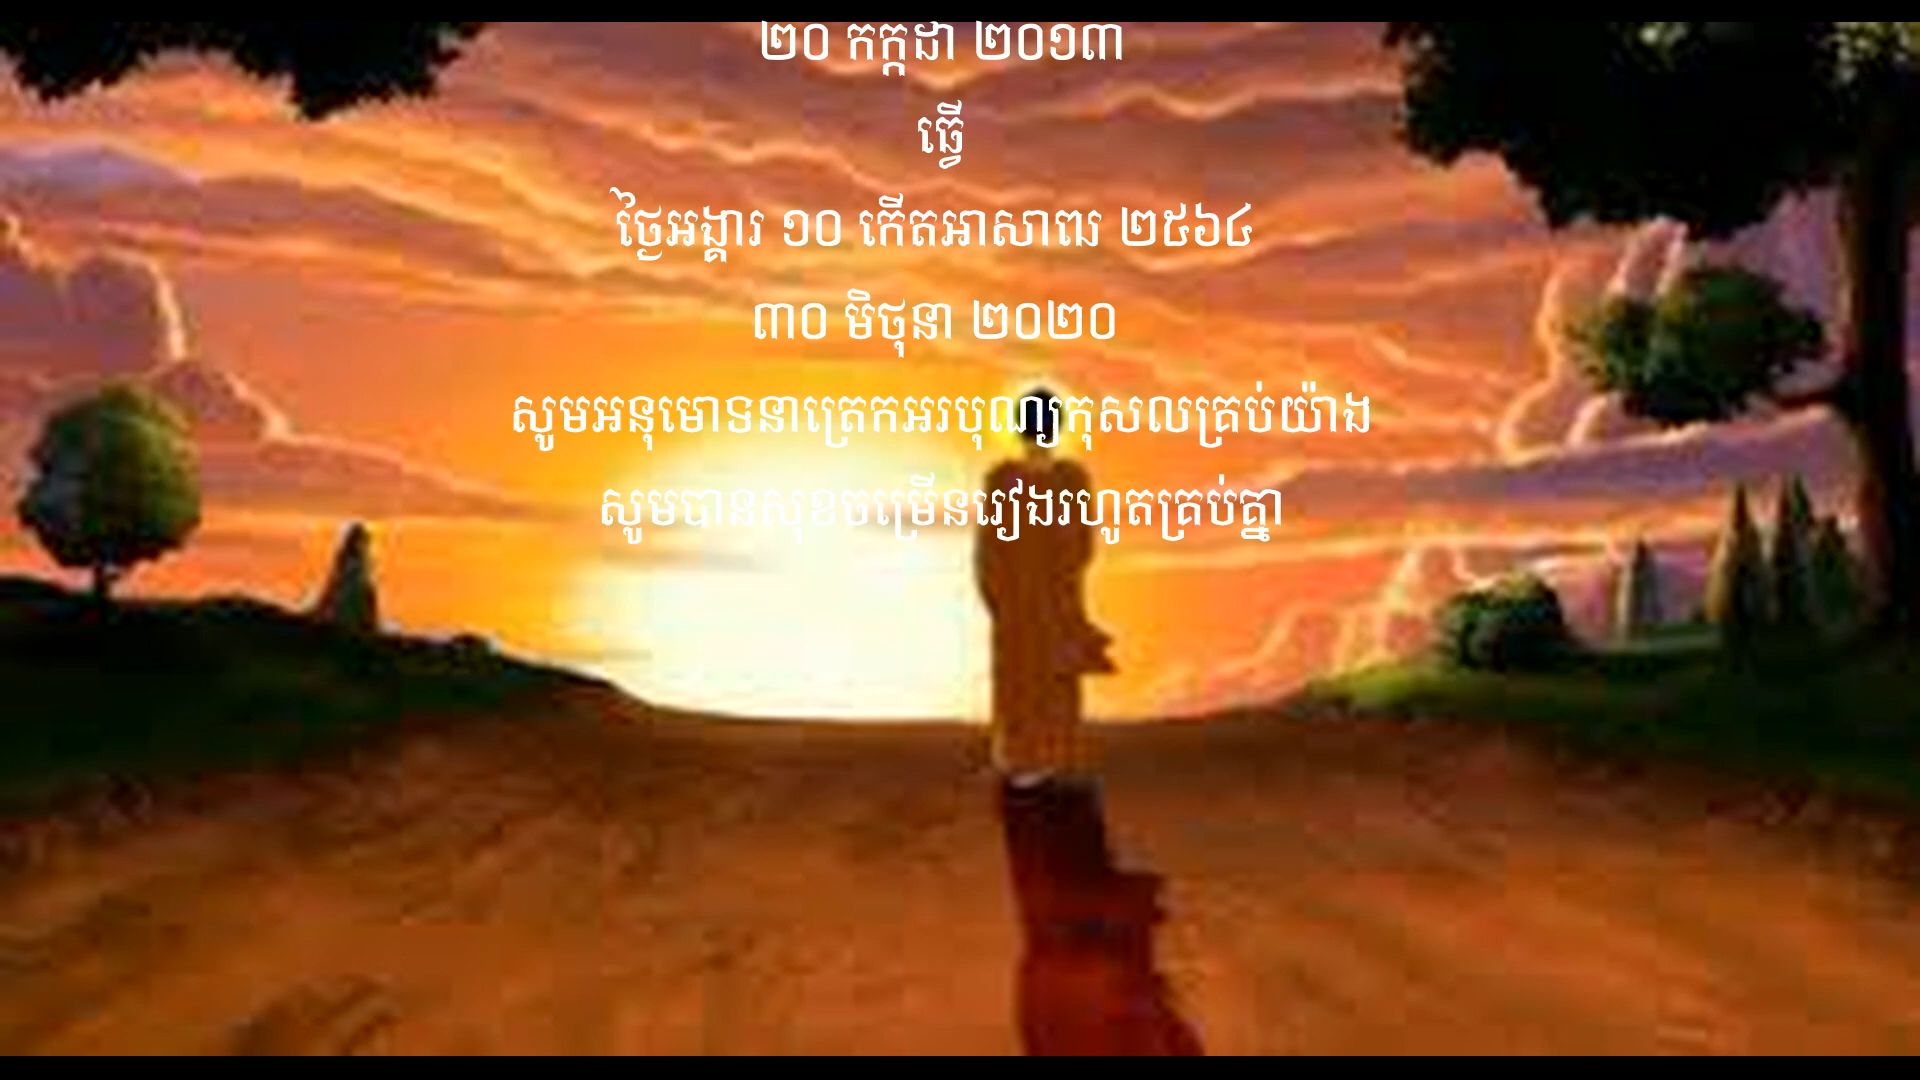 ២០ កក្កដា ២០១៣
ធ្វើ
ថ្ងៃអង្គារ ១០ កើតអាសាឍ ២៥៦៤
៣០ មិថុនា ២០២០
សូមអនុមោទនាត្រេកអរបុណ្យកុសលគ្រប់យ៉ាង
សូមបានសុខចម្រើនរៀងរហូតគ្រប់គ្នា